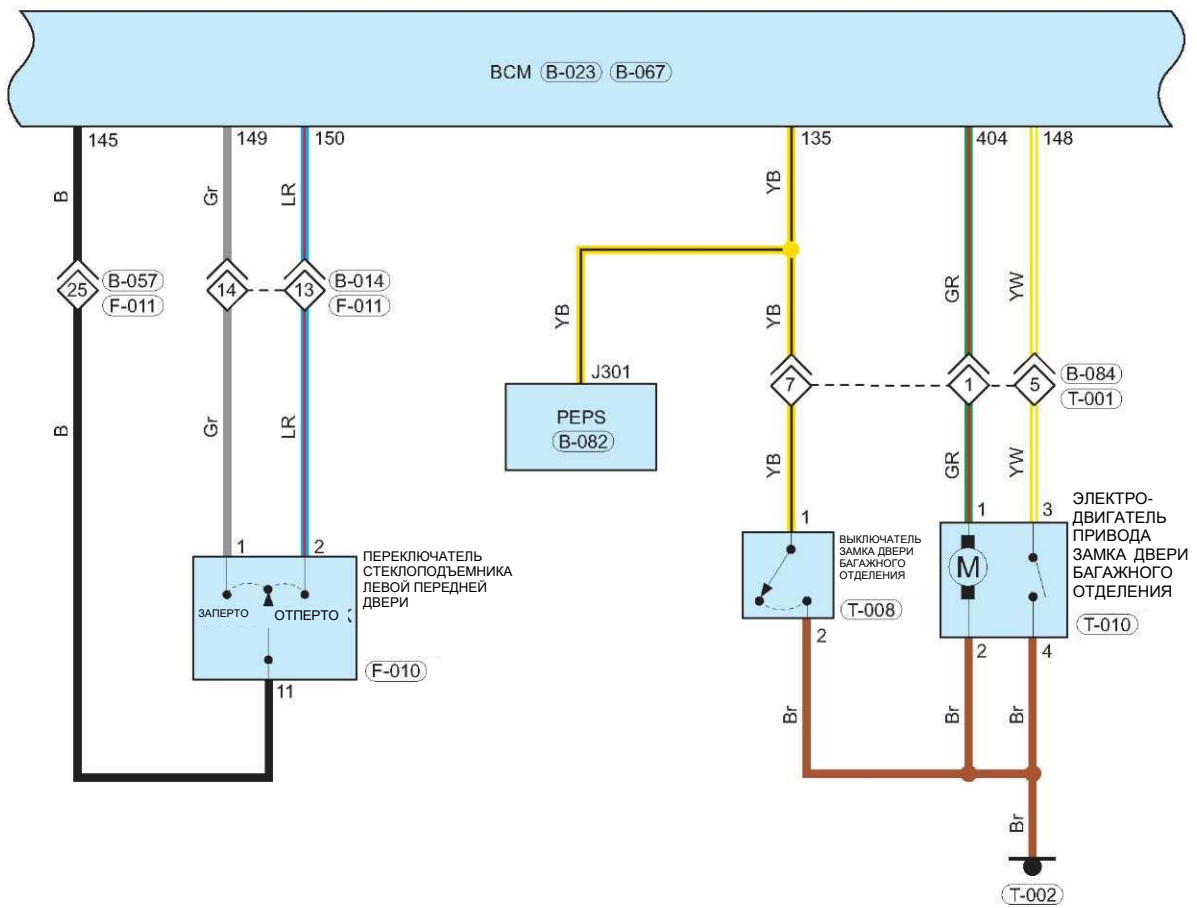 BCM B-023 B-067
145
149
150
135
404
148
B
Gr
LR
YB
GR
YW
25
B-057
F-011
14
13
B-014
F-011
YB
YB
J301
PEPS
B-082
7
1
5
B-084
T-001
B
Gr
LR
YB
GR
YW
1
2
ПЕРЕКЛЮЧАТЕЛЬ
СТЕКЛОПОДЪЕМНИКА
ЛЕВОЙ ПЕРЕДНЕЙ
ДВЕРИ
ЗАПЕРТО
ОТПЕРТО
F-010
11
1
ВЫКЛЮЧАТЕЛЬ
ЗАМКА ДВЕРИ
БАГАЖНОГО
ОТДЕЛЕНИЯ
T-008
2
1
3
M
ЭЛЕКТРО-
ДВИГАТЕЛЬ
ПРИВОДА
ЗАМКА ДВЕРИ
БАГАЖНОГО
ОТДЕЛЕНИЯ
T-010
2
4
Br
Br
Br
Br
T-002